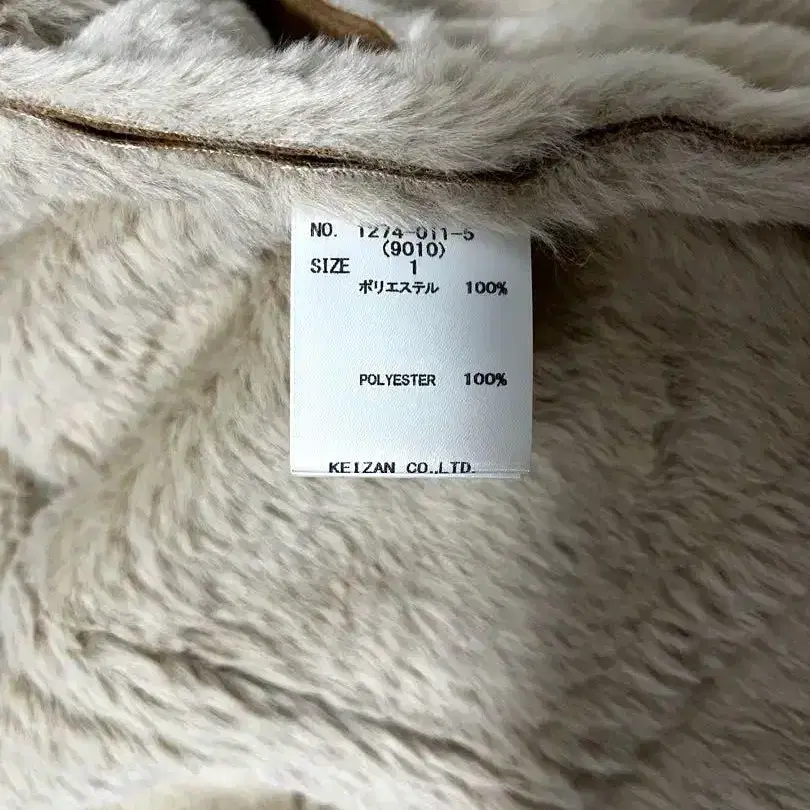 NO. 1274-011-5
(9010)
SIZE 1
ポリエステル 100%
POLYESTER 100%
KEIZAN CO.,LTD.